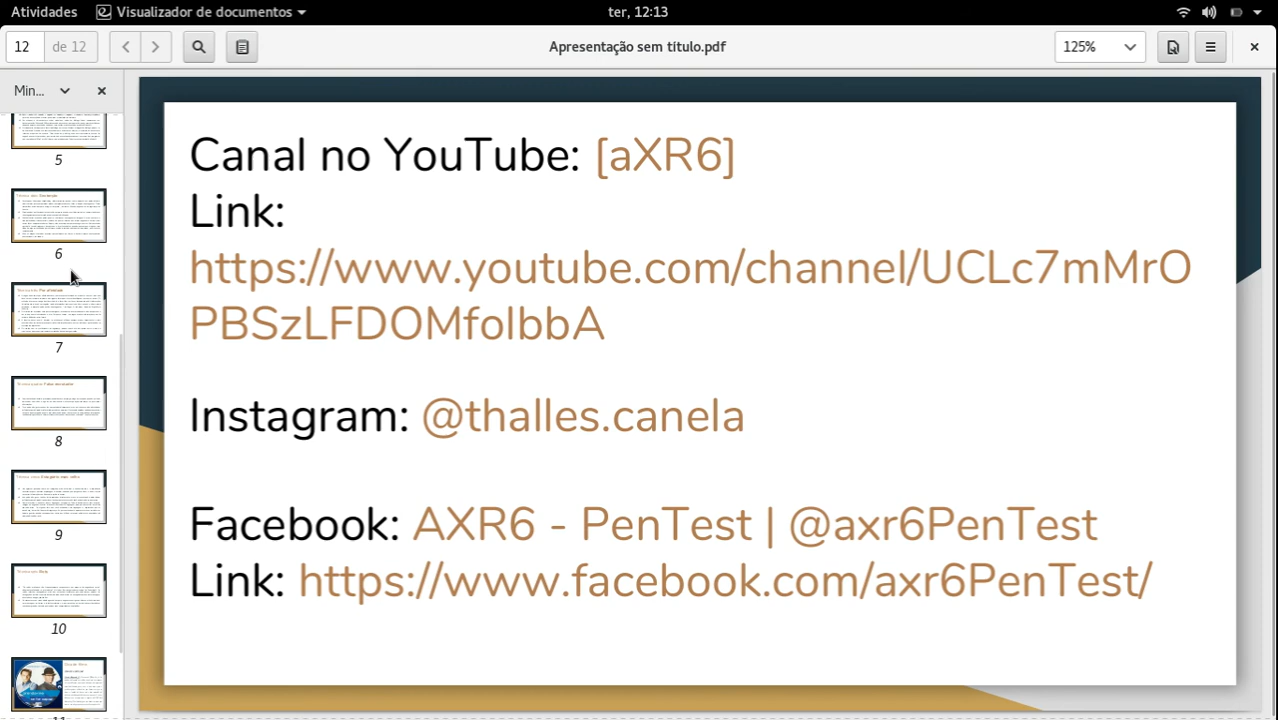 Atividades Visualizador de documentos ter, 12:13
12 de 12 Apresentação sem título.pdf 125%
Min...
5
6
7
8
9
10
11
Canal no YouTube: [aXR6]
Link:
https://www.youtube.com/channel/UCLc7mMrO
PBSzLFDOMfoIbbA
Instagram: @thalles.canela
Facebook: AXR6 - PenTest | @axr6PenTest
Link: https://www.facebook.com/axr6PenTest/